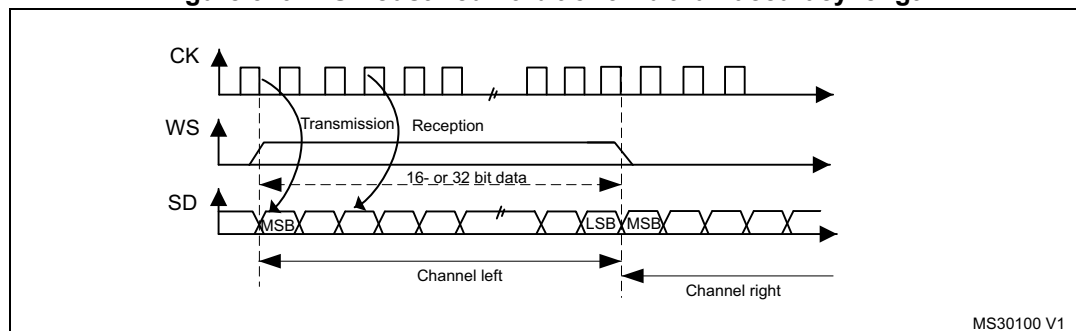 CK
Transmission
Reception
WS
16- or 32 bit data
SD
MSB
LSB
MSB
Channel left
Channel right
MS30100 V1